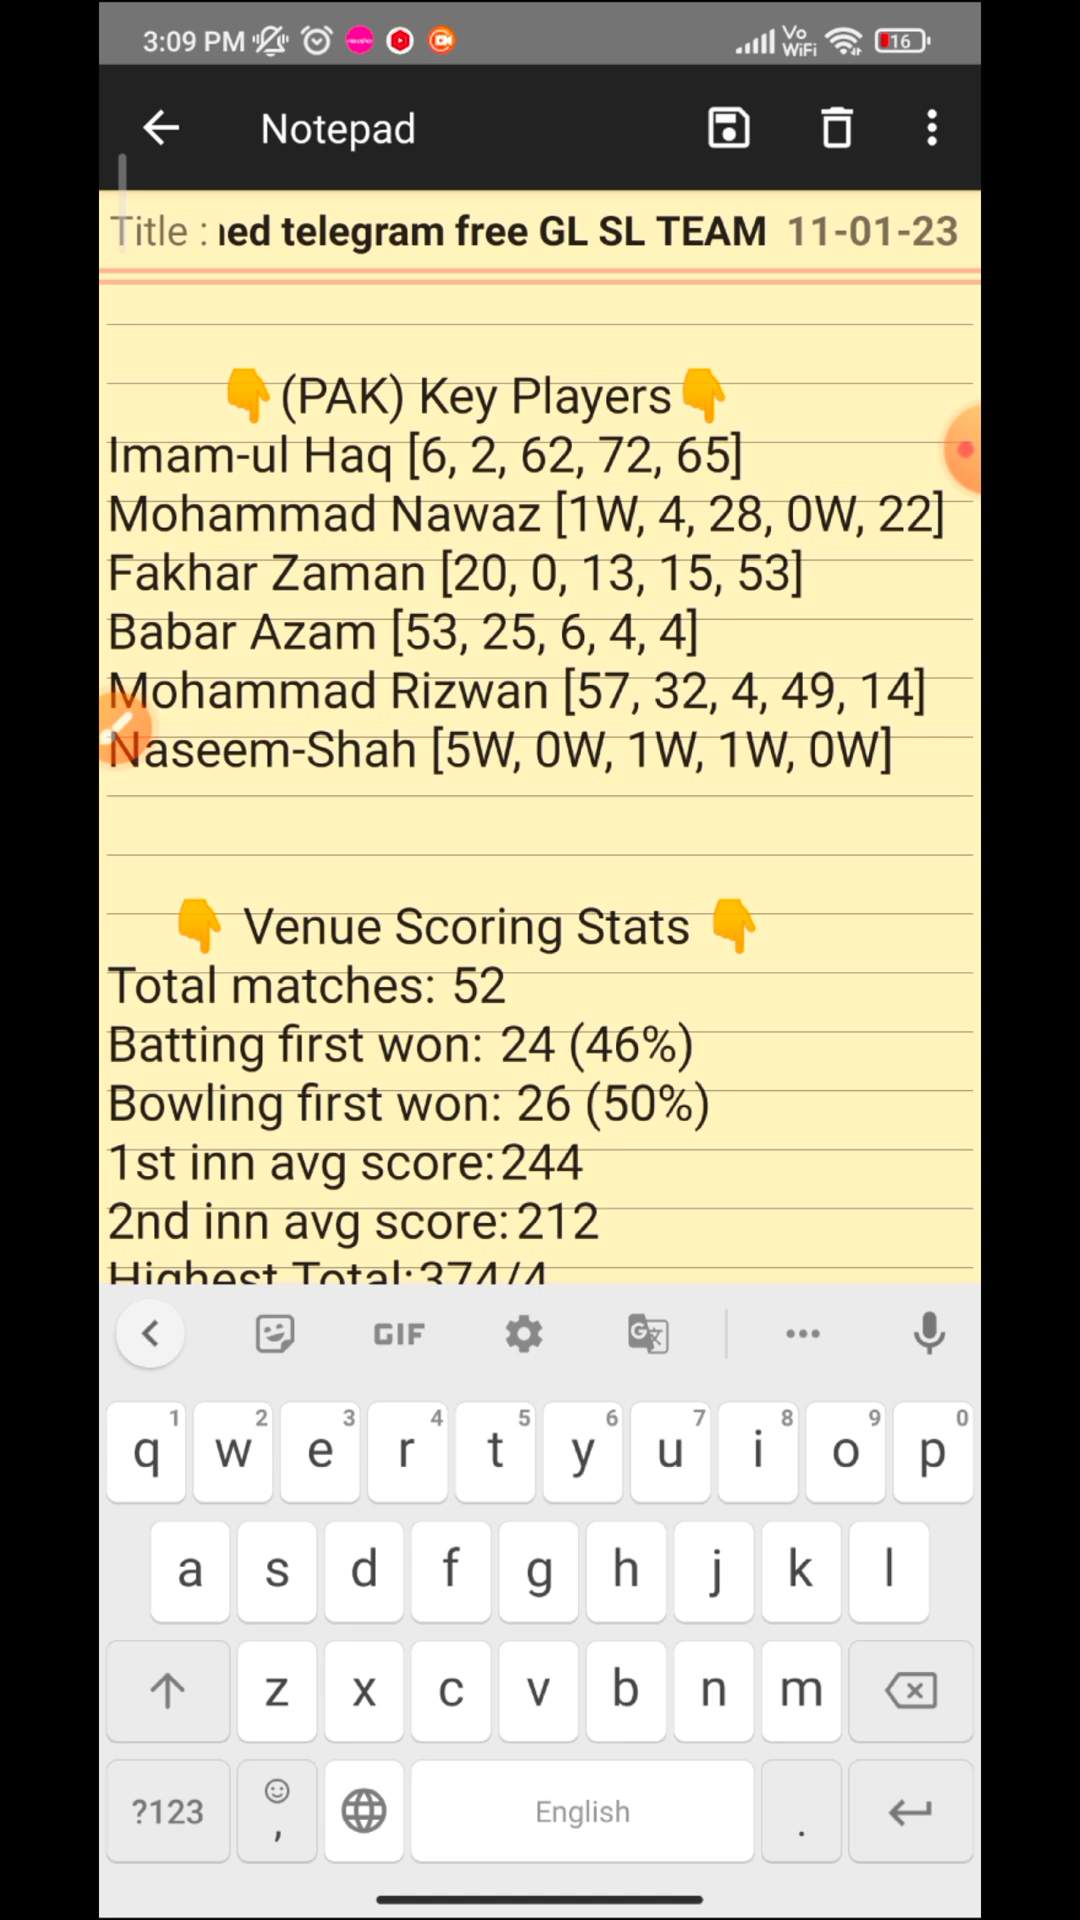 3:09 PM
Vo WiFi
16
Notepad
Title : ned telegram free GL SL TEAM 11-01-23
👇(PAK) Key Players👇
Imam-ul Haq [6, 2, 62, 72, 65]
Mohammad Nawaz [1W, 4, 28, 0W, 22]
Fakhar Zaman [20, 0, 13, 15, 53]
Babar Azam [53, 25, 6, 4, 4]
Mohammad Rizwan [57, 32, 4, 49, 14]
Naseem-Shah [5W, 0W, 1W, 1W, 0W]
👇 Venue Scoring Stats 👇
Total matches: 52
Batting first won: 24 (46%)
Bowling first won: 26 (50%)
1st inn avg score:244
2nd inn avg score:212
Highest Total:374/4
GIF
1 2 3 4 5 6 7 8 9 0
q w e r t y u i o p
a s d f g h j k l
z x c v b n m
?123 , English .